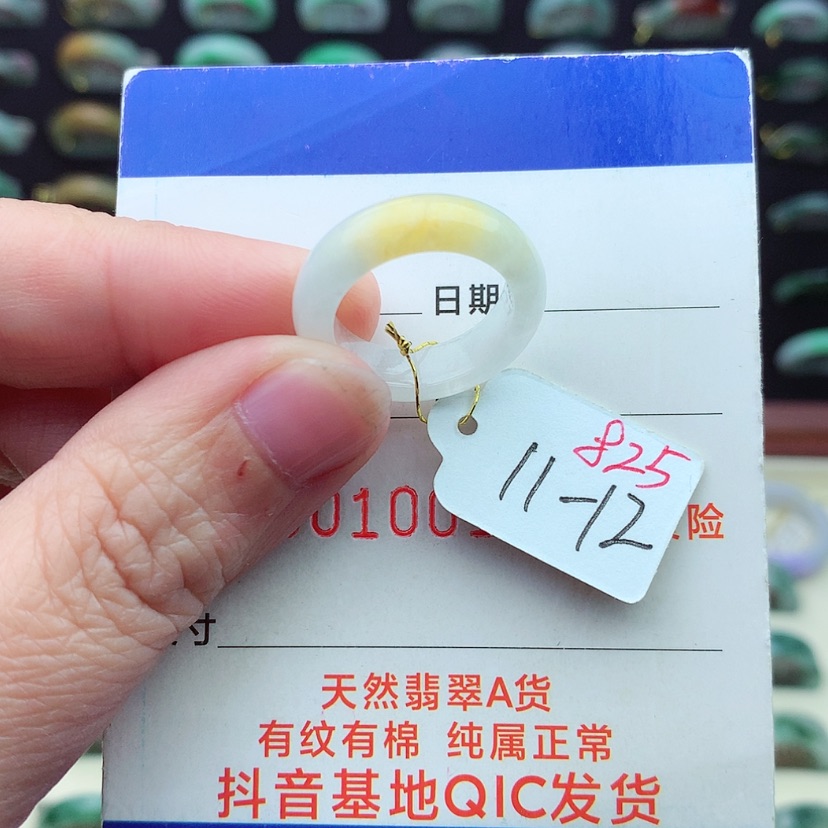 日期
825
11-12
险
寸
天然翡翠A货
有纹有棉 纯属正常
抖音基地QIC发货